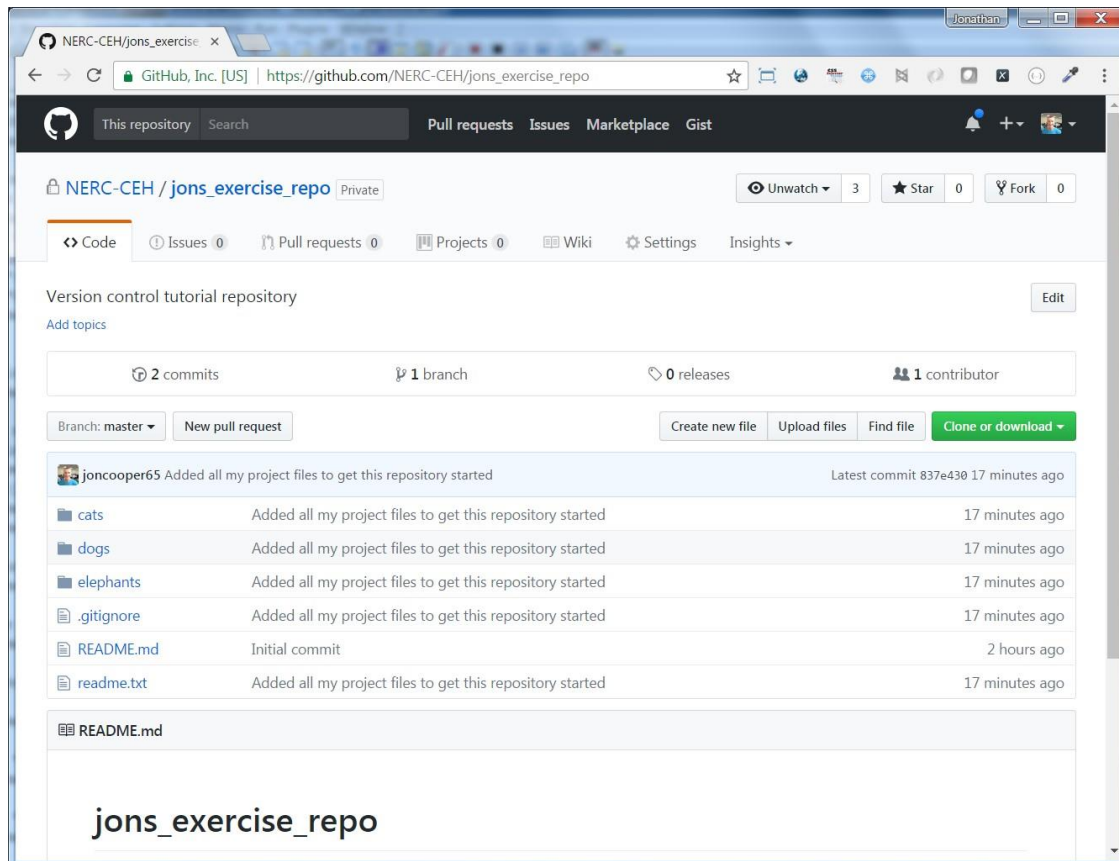 Jonathan
NERC-CEH/jons_exercise
GitHub, Inc. [US] | https://github.com/NERC-CEH/jons_exercise_repo
This repository Search Pull requests Issues Marketplace Gist
NERC-CEH / jons_exercise_repo Private Unwatch 3 Star 0 Fork 0
Code Issues 0 Pull requests 0 Projects 0 Wiki Settings Insights
Version control tutorial repository Edit
Add topics
2 commits 1 branch 0 releases 1 contributor
Branch: master New pull request Create new file Upload files Find file Clone or download
joncooper65 Added all my project files to get this repository started Latest commit 837e430 17 minutes ago
cats Added all my project files to get this repository started 17 minutes ago
dogs Added all my project files to get this repository started 17 minutes ago
elephants Added all my project files to get this repository started 17 minutes ago
.gitignore Added all my project files to get this repository started 17 minutes ago
README.md Initial commit 2 hours ago
readme.txt Added all my project files to get this repository started 17 minutes ago
README.md
jons_exercise_repo